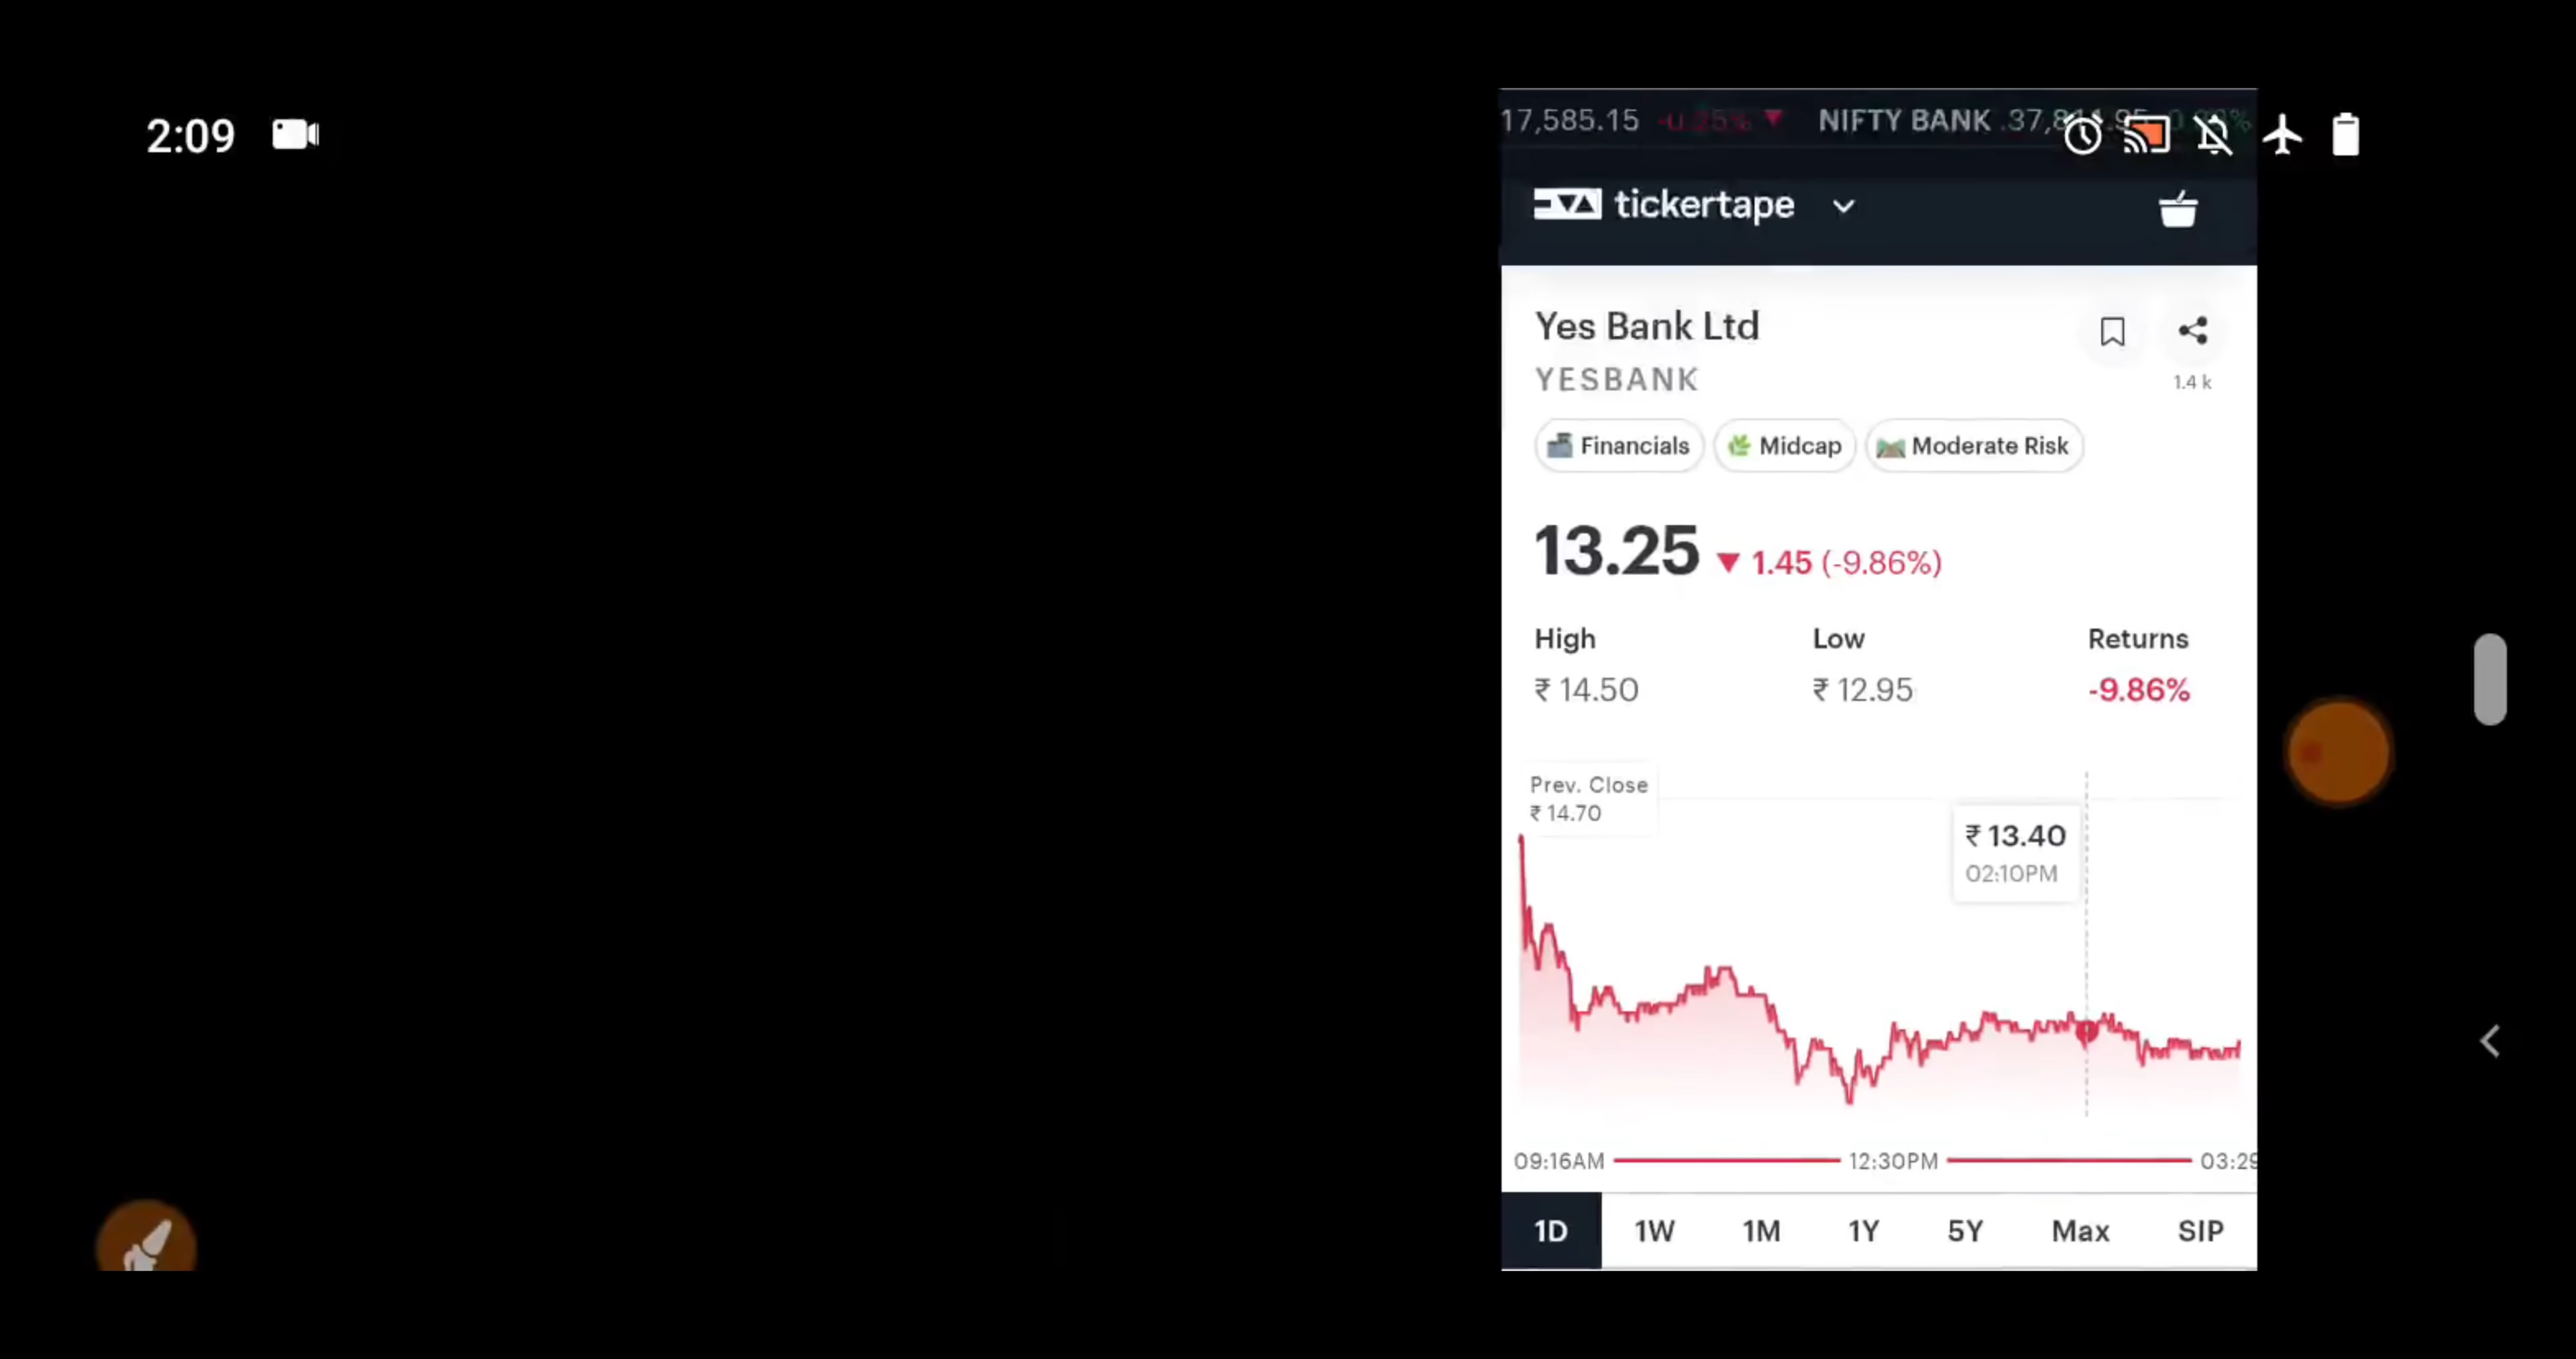 2:09
17,585.15 NIFTY BANK
tickertape
Yes Bank Ltd
YESBANK
1.4 k
Financials Midcap Moderate Risk
13.25 ▼ 1.45 (-9.86%)
High Low Returns
₹ 14.50 ₹ 12.95 -9.86%
Prev. Close
₹ 14.70
₹ 13.40
02:10PM
09:16AM 12:30PM 03:29
1D 1W 1M 1Y 5Y Max SIP